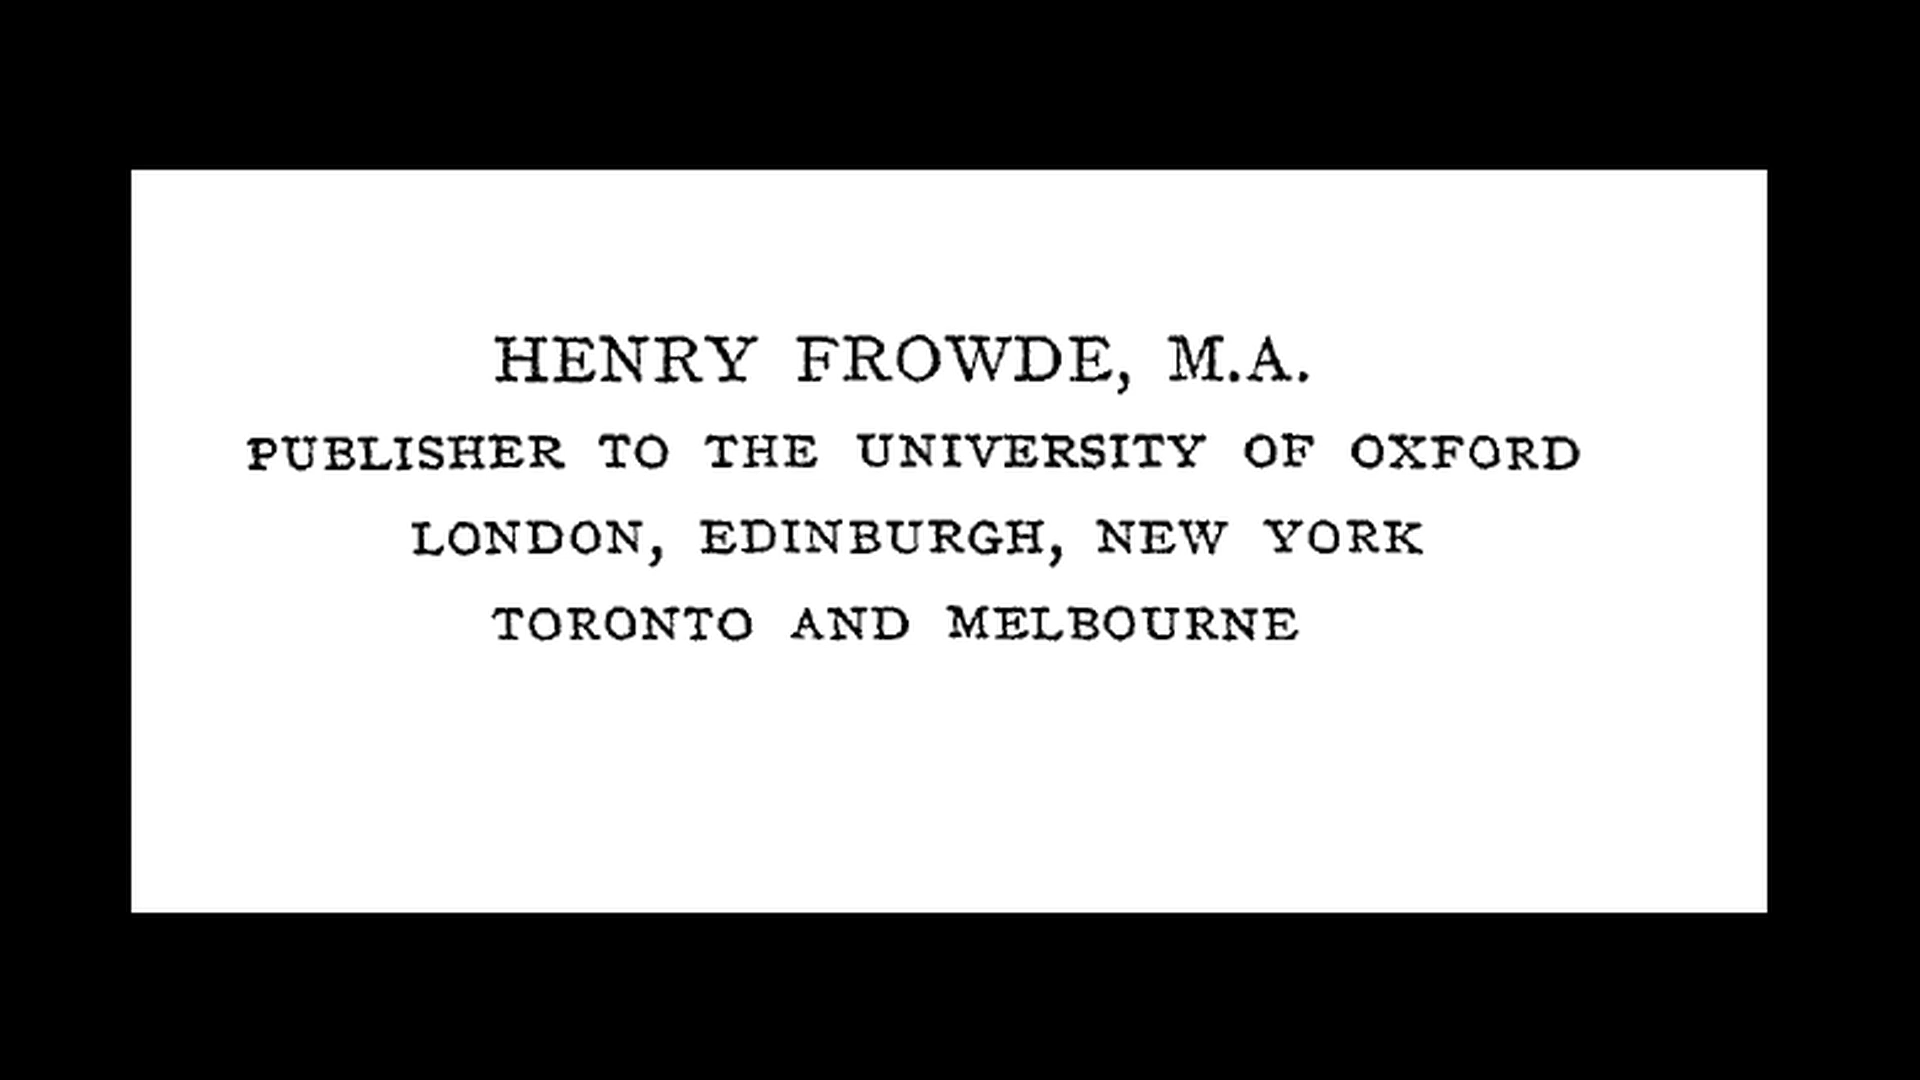 HENRY FROWDE, M.A.
PUBLISHER TO THE UNIVERSITY OF OXFORD
LONDON, EDINBURGH, NEW YORK
TORONTO AND MELBOURNE